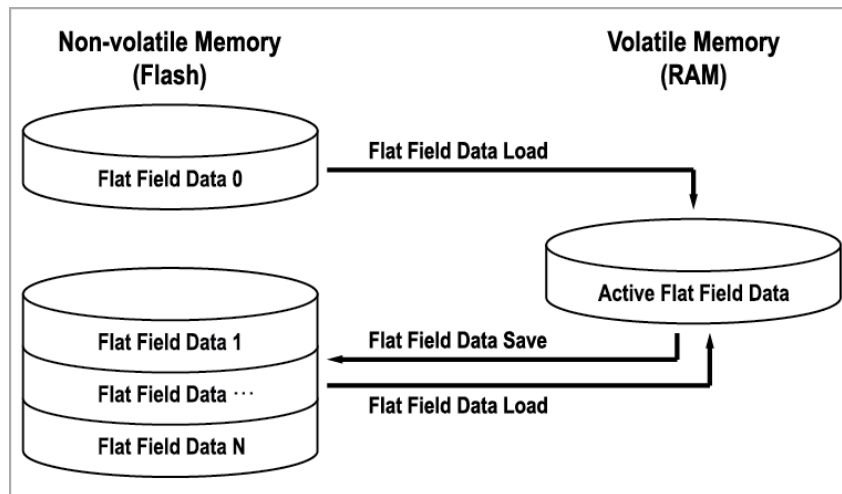 Non-volatile Memory
(Flash)
Volatile Memory
(RAM)
Flat Field Data Load
Flat Field Data 0
Active Flat Field Data
Flat Field Data 1
Flat Field Data Save
Flat Field Data ···
Flat Field Data Load
Flat Field Data N